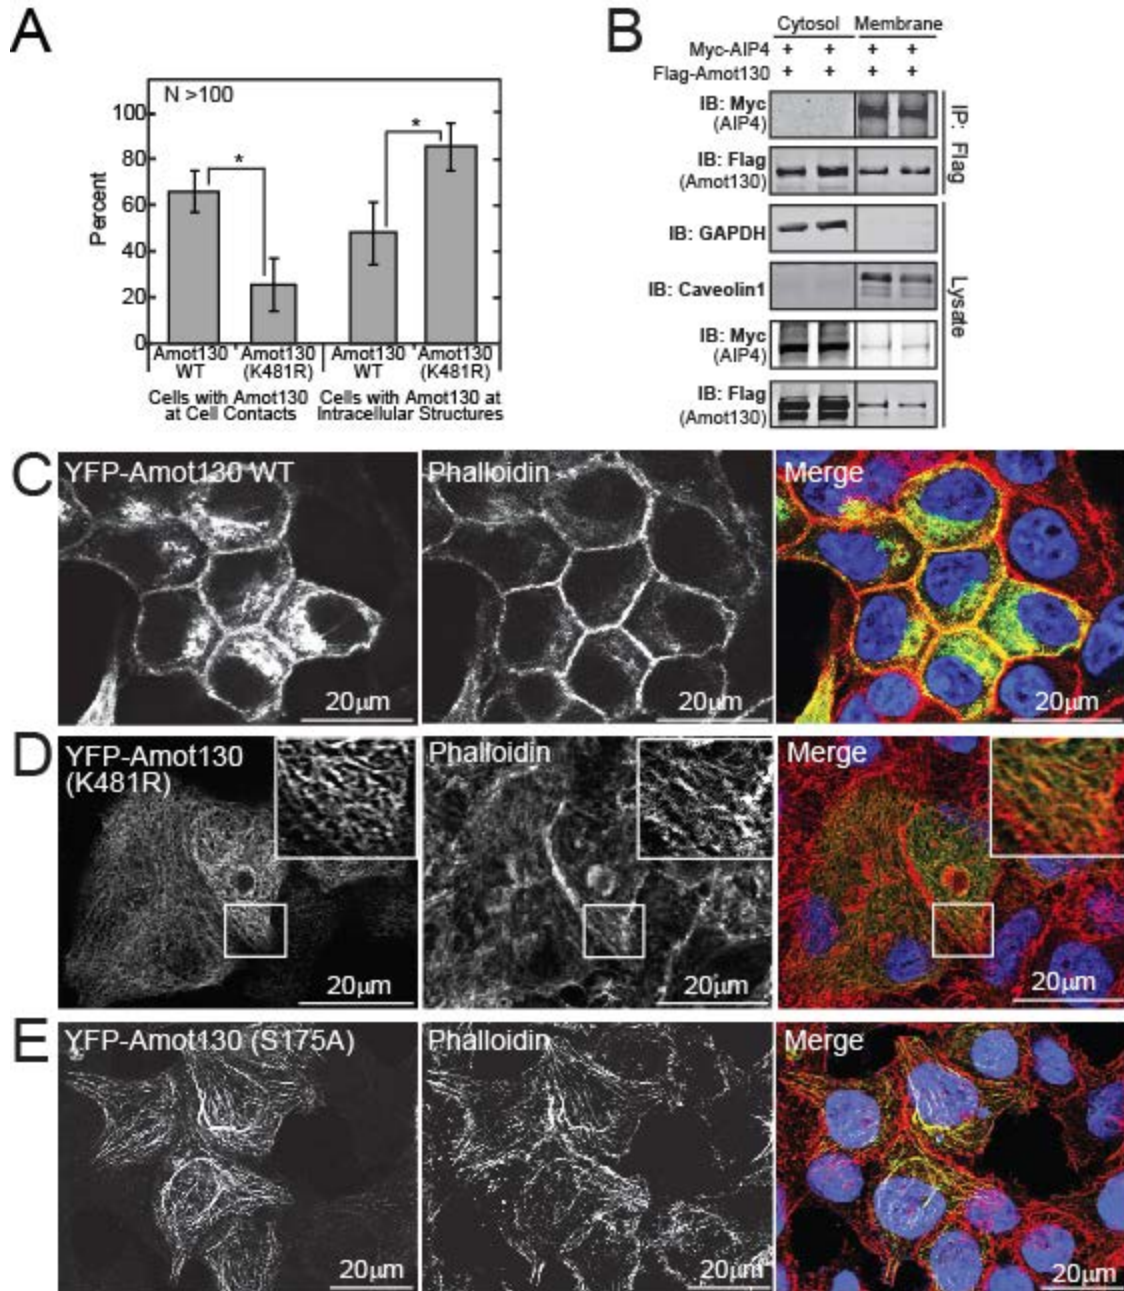 A
N >100
100
80
60
40
20
0
Percent
*
*
Amot130 WT
Amot130 (K481R)
Amot130 WT
Amot130 (K481R)
Cells with Amot130 at Cell Contacts
Cells with Amot130 at Intracellular Structures
B
Cytosol Membrane
Myc-AIP4 + + + +
Flag-Amot130 + + + +
IB: Myc
(AIP4)
IB: Flag
(Amot130)
IP: Flag
IB: GAPDH
IB: Caveolin1
IB: Myc
(AIP4)
IB: Flag
(Amot130)
Lysate
C
YFP-Amot130 WT
20μm
Phalloidin
20μm
Merge
20μm
D
YFP-Amot130
(K481R)
20μm
Phalloidin
20μm
Merge
20μm
E
YFP-Amot130 (S175A)
20μm
Phalloidin
20μm
Merge
20μm